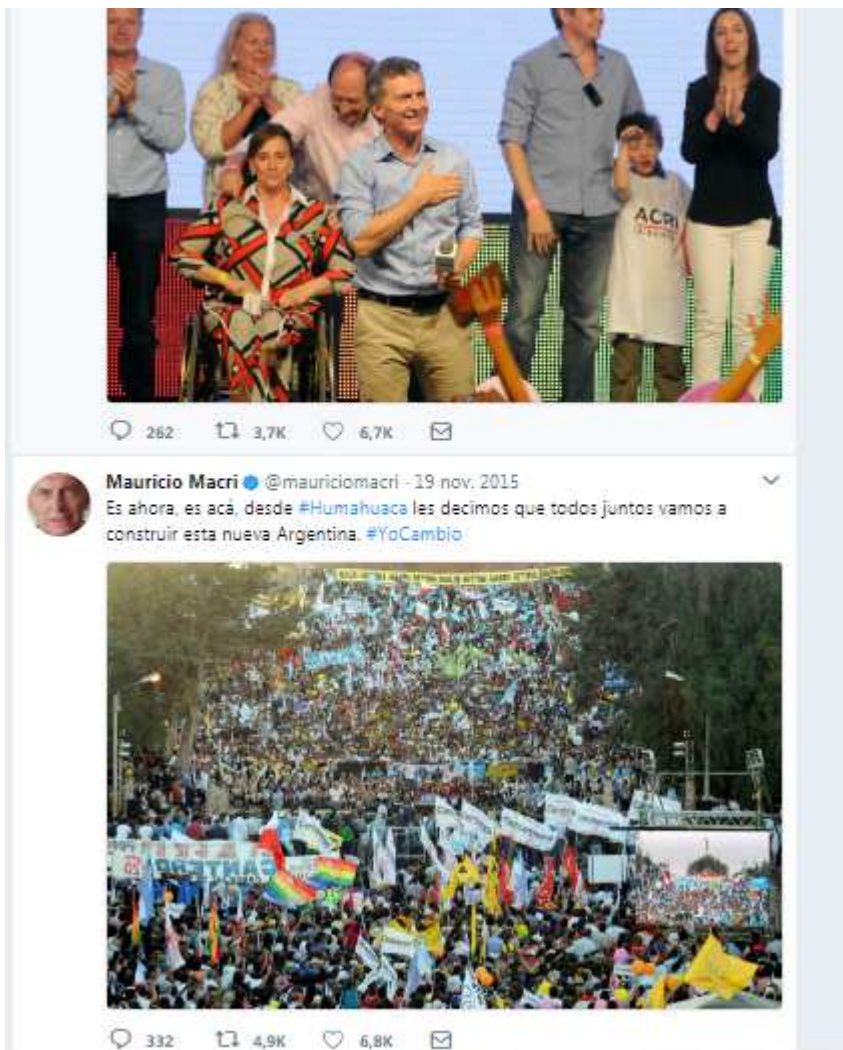 ACRI
262 3,7K 6,7K
Mauricio Macri @mauriciomacri · 19 nov. 2015
Es ahora, es acá, desde #Humahuaca les decimos que todos juntos vamos a
construir esta nueva Argentina. #YoCambio
332 4,9K 6,8K